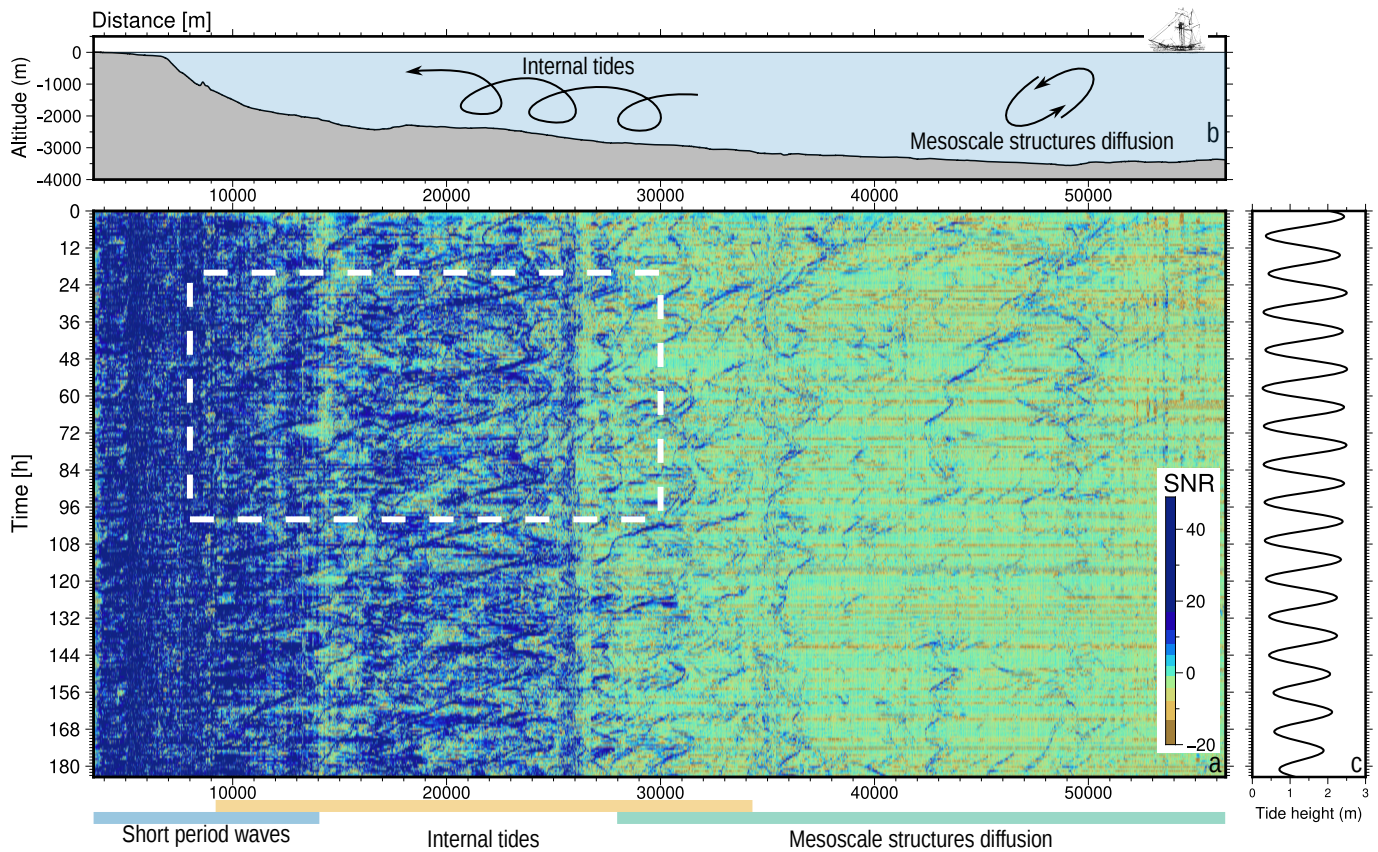 Distance [m]
Altitude (m)
0
-1000
-2000
-3000
-4000
Internal tides
Mesoscale structures diffusion
b
10000 20000 30000 40000 50000
Time [h]
0
12
24
36
48
60
72
84
96
108
120
132
144
156
168
180
SNR
40
20
0
-20
a
c
10000 20000 30000 40000 50000
0 1 2 3
Tide height (m)
Short period waves
Internal tides
Mesoscale structures diffusion